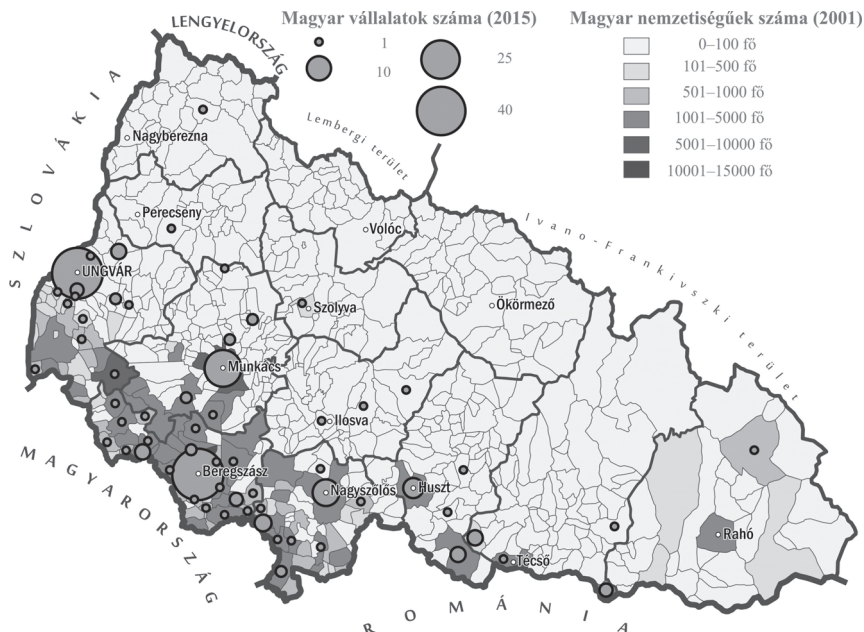 LENGYELORSZÁG
Magyar vállalatok száma (2015)
1
10
25
40
Magyar nemzetiségűek száma (2001)
0–100 fő
101–500 fő
501–1000 fő
1001–5000 fő
5001–10000 fő
10001–15000 fő
SZLOVÁKIA
Lembergi terület
Ivano-Frankivszki terület
Nagyberezna
Perecseny
Volóc
UNGVÁR
Szolyva
Ökörmező
Munkács
Ilosva
Beregszász
Nagyszőlős
Huszt
Rahó
Técső
MAGYARORSZÁG
ROMÁNIA